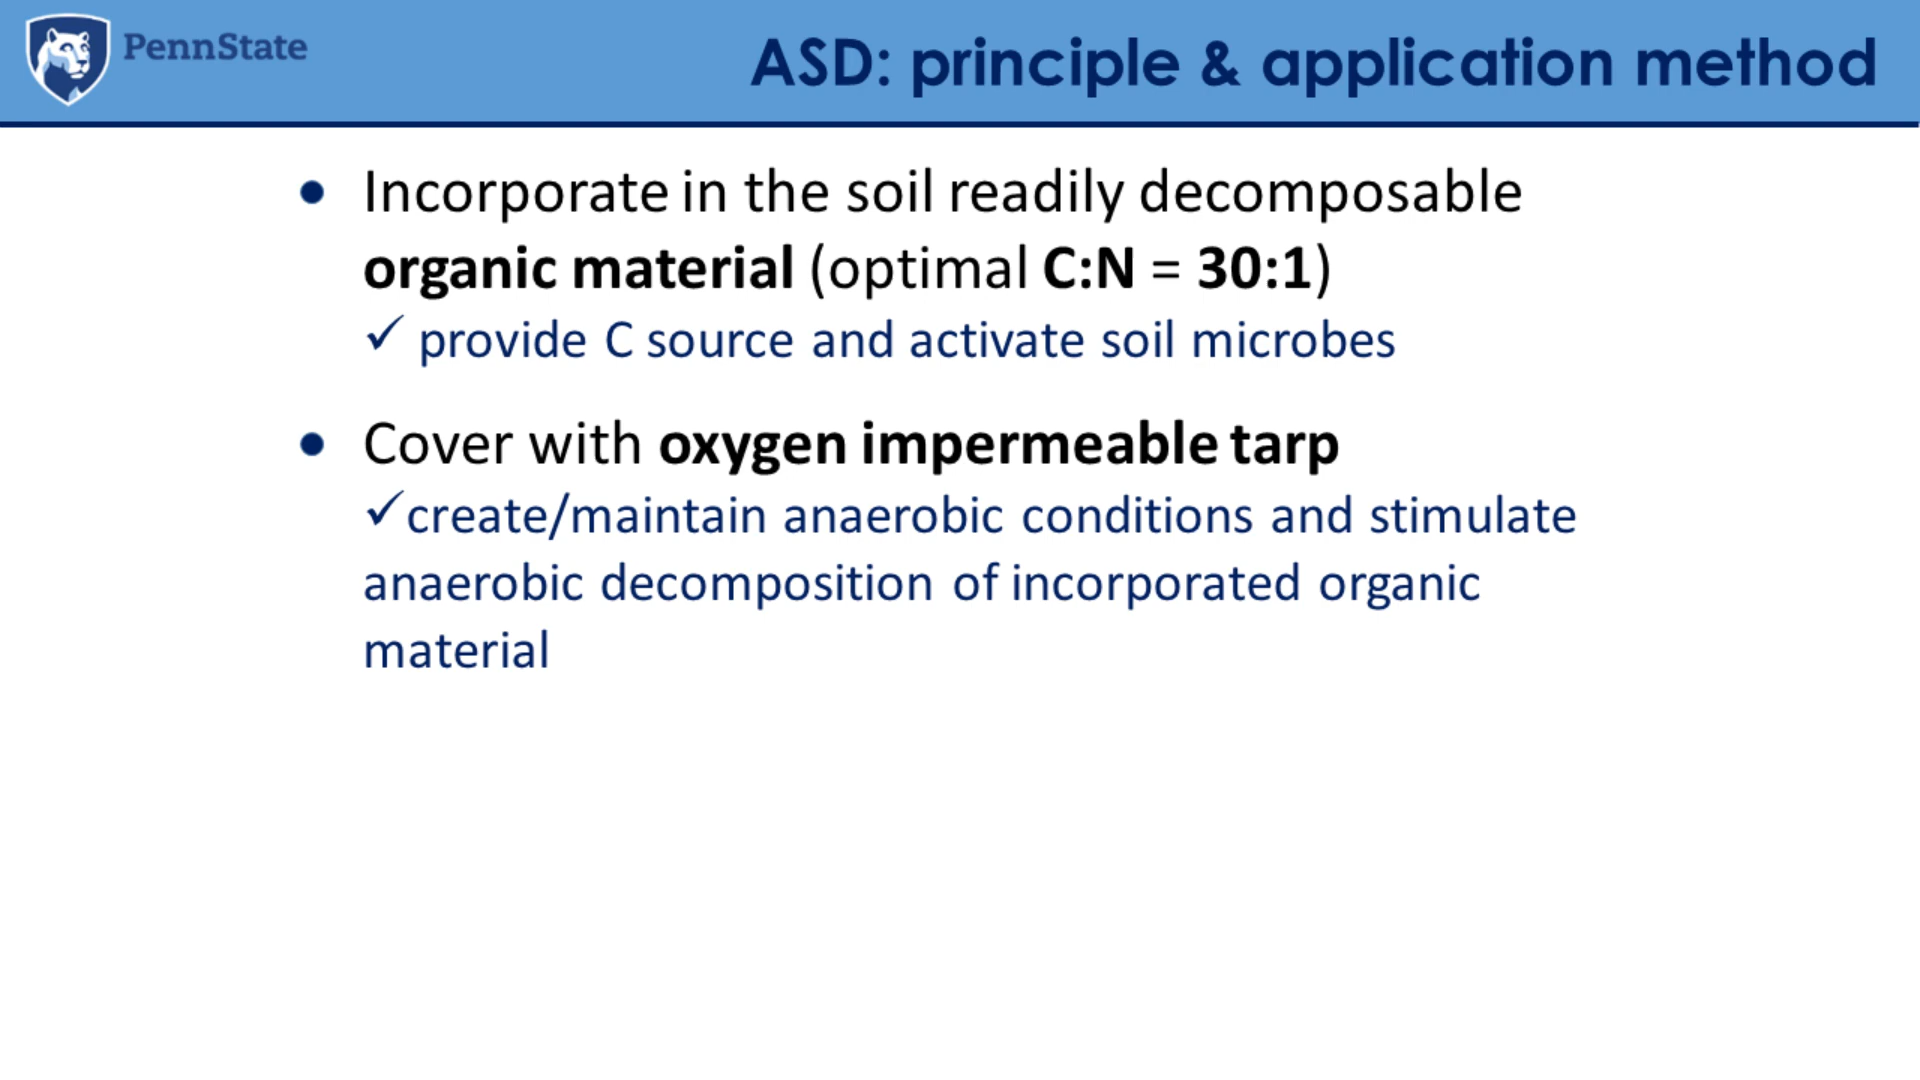 PennState
ASD: principle & application method
• Incorporate in the soil readily decomposable
organic material (optimal C:N = 30:1)
✓ provide C source and activate soil microbes
• Cover with oxygen impermeable tarp
✓create/maintain anaerobic conditions and stimulate
anaerobic decomposition of incorporated organic
material